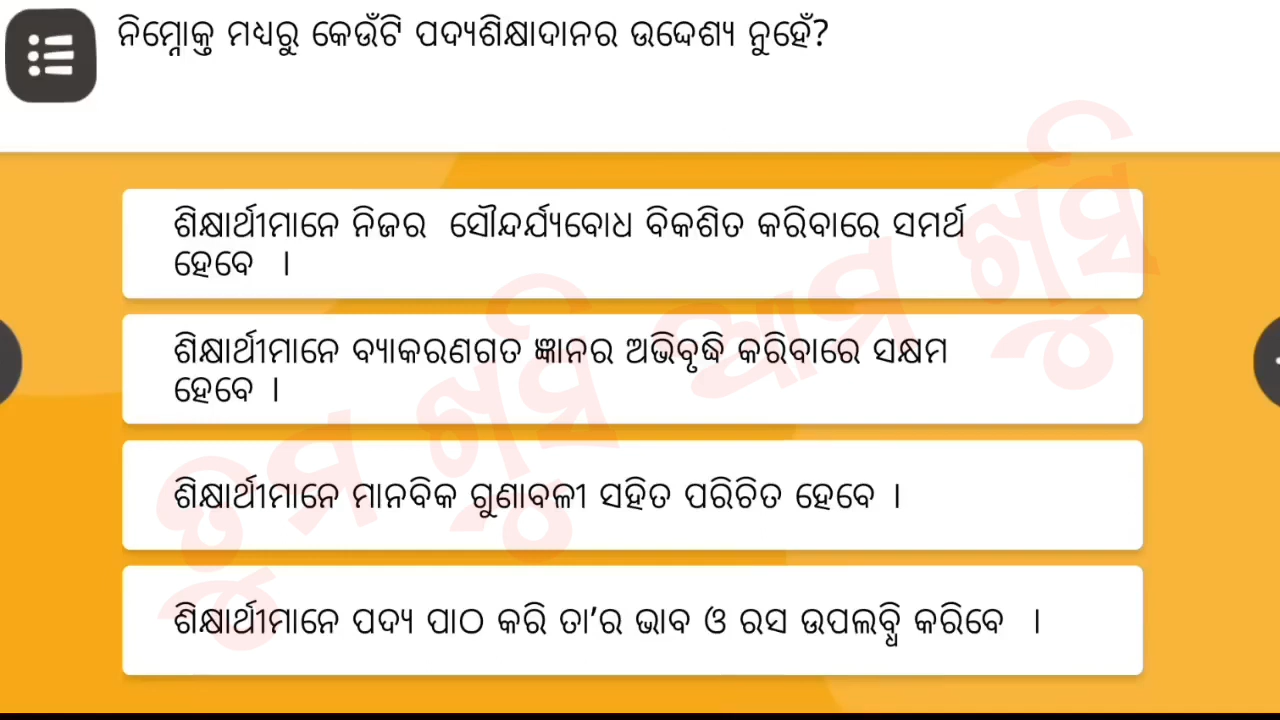 ନିମ୍ନୋକ୍ତ ମଧ୍ୟରୁ କେଉଁଟି ପଦ୍ୟଶିକ୍ଷାଦାନର ଉଦ୍ଦେଶ୍ୟ ନୁହେଁ?
ଶିକ୍ଷାର୍ଥୀମାନେ ନିଜର ସୌନ୍ଦର୍ଯ୍ୟବୋଧ ବିକଶିତ କରିବାରେ ସମର୍ଥ
ହେବେ ।
ଶିକ୍ଷାର୍ଥୀମାନେ ବ୍ୟାକରଣଗତ ଜ୍ଞାନର ଅଭିବୃଦ୍ଧି କରିବାରେ ସକ୍ଷମ
ହେବେ ।
ଶିକ୍ଷାର୍ଥୀମାନେ ମାନବିକ ଗୁଣାବଳୀ ସହିତ ପରିଚିତ ହେବେ ।
ଶିକ୍ଷାର୍ଥୀମାନେ ପଦ୍ୟ ପାଠ କରି ତା’ର ଭାବ ଓ ରସ ଉପଲବ୍ଧି କରିବେ ।
ତୁମ ଖୁସି ଆମ ଖୁସି